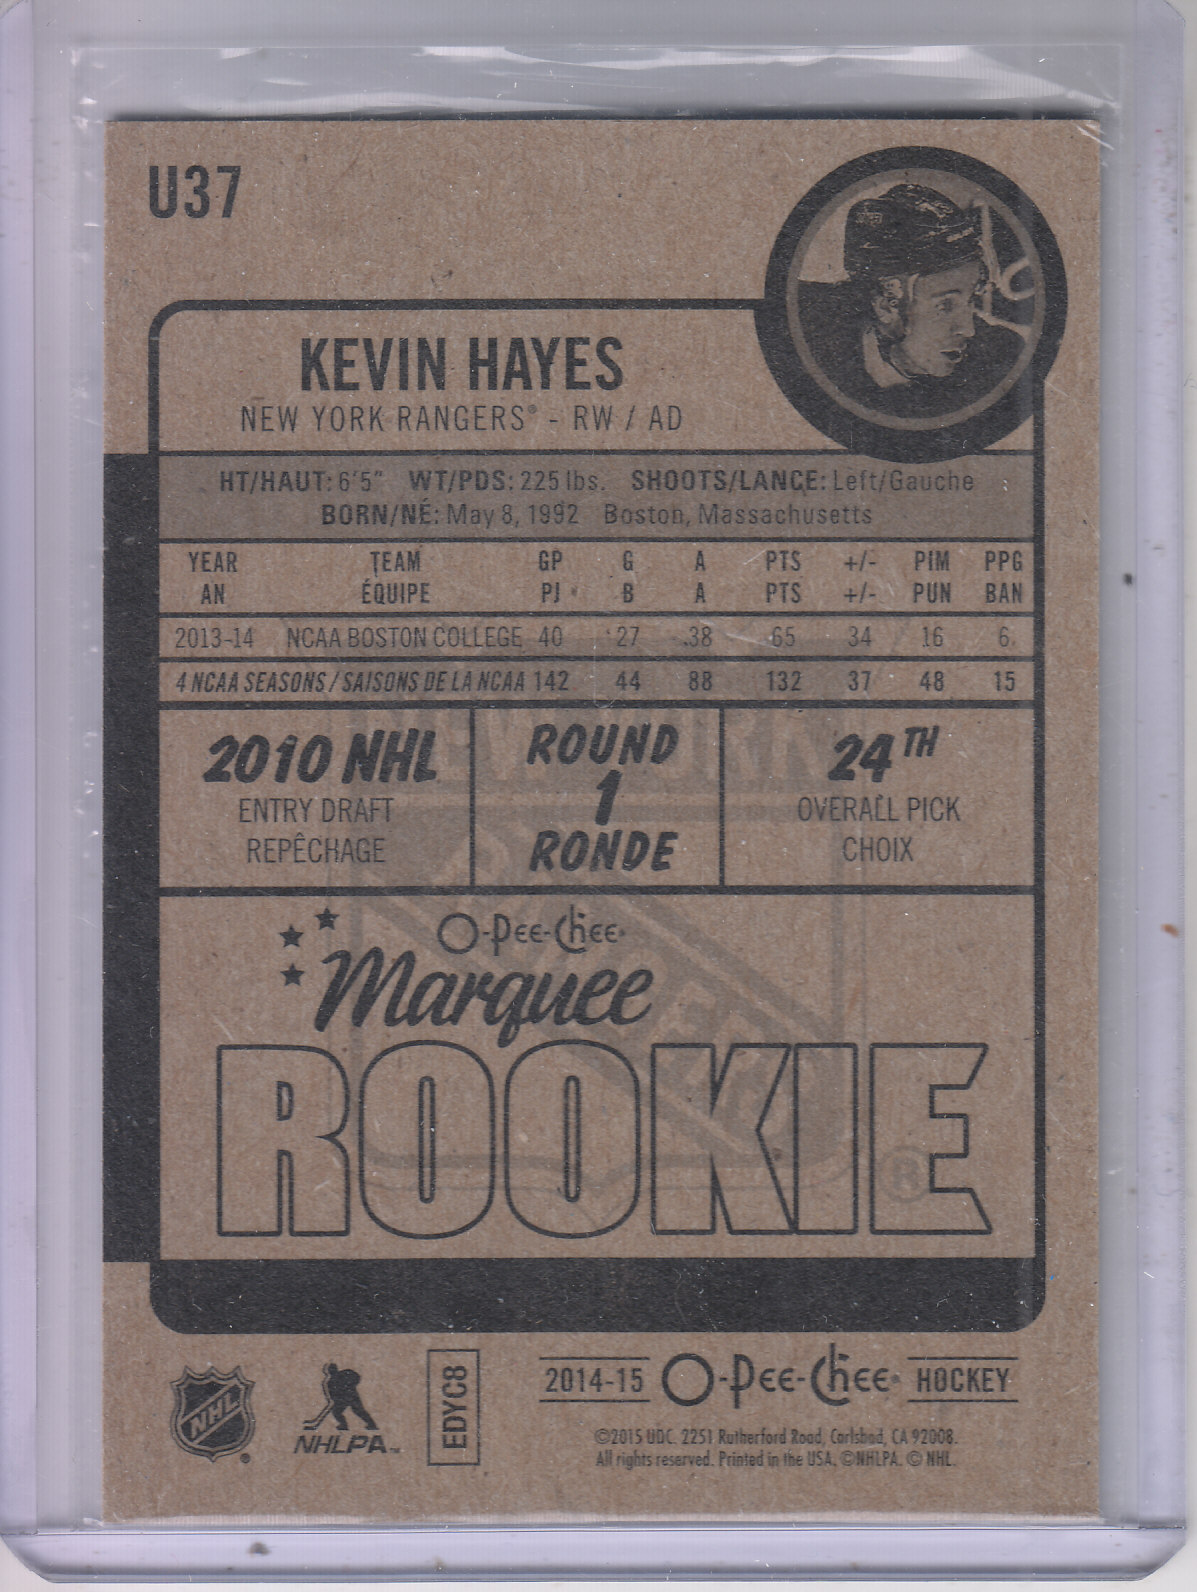 U37
KEVIN HAYES
NEW YORK RANGERS® - RW / AD
HT/HAUT: 6'5" WT/PDS: 225 lbs. SHOOTS/LANCE: Left/Gauche
BORN/NÉ: May 8, 1992 Boston, Massachusetts
YEAR TEAM GP G A PTS +/- PIM PPG
AN ÉQUIPE PJ B A PTS +/- PUN BAN
2013-14 NCAA BOSTON COLLEGE 40 27 38 65 34 16 6
4 NCAA SEASONS / SAISONS DE LA NCAA 142 44 88 132 37 48 15
2010 NHL
ENTRY DRAFT
REPÊCHAGE
ROUND
1
RONDE
24TH
OVERALL PICK
CHOIX
NEW YORK
O-Pee-Chee
Marquee
ROOKIE
®
NHL
NHLPA
EDYC8
2014-15 O-Pee-Chee HOCKEY
©2015 UDC. 2251 Rutherford Road, Carlsbad, CA 92008.
All rights reserved. Printed in the USA. ©NHLPA. © NHL.